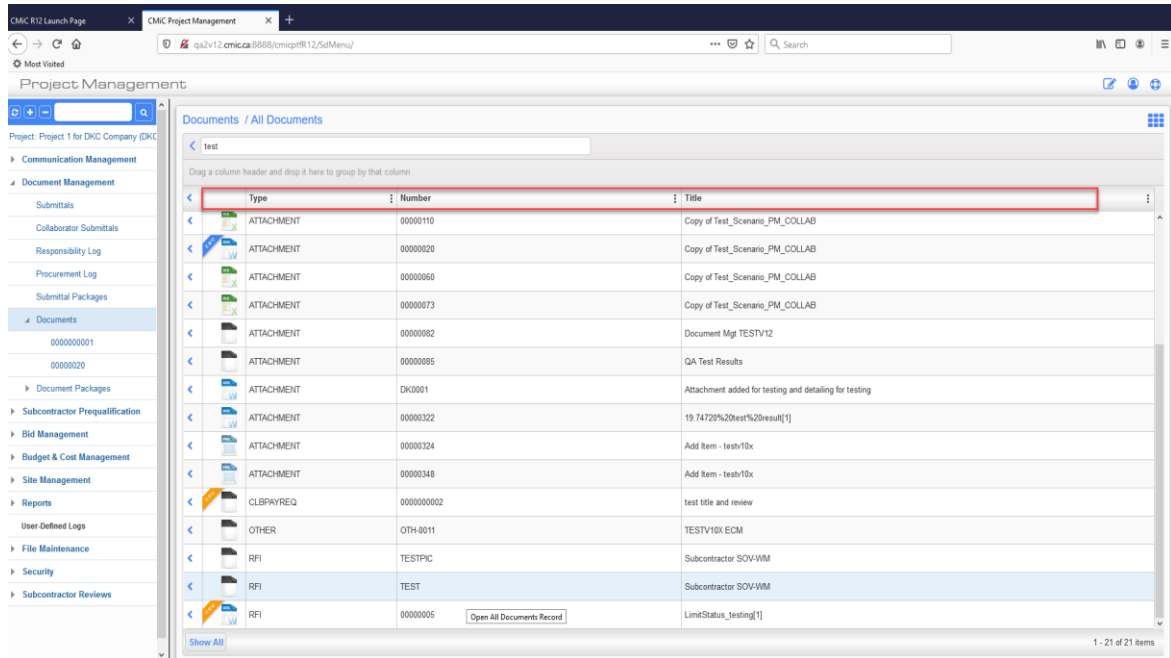 CMiC R12 Launch Page
CMiC Project Management
qa2v12.cmic.ca:8888/cmicptfR12/SdMenu/
Search
Most Visited
Project Management
Project: Project 1 for DKC Company (DKC
Communication Management
Document Management
Submittals
Collaborator Submittals
Responsibility Log
Procurement Log
Submittal Packages
Documents
0000000001
00000020
Document Packages
Subcontractor Prequalification
Bid Management
Budget & Cost Management
Site Management
Reports
User-Defined Logs
File Maintenance
Security
Subcontractor Reviews
Documents / All Documents
test
Drag a column header and drop it here to group by that column
Type Number Title
ATTACHMENT 00000110 Copy of Test_Scenario_PM_COLLAB
ATTACHMENT 00000020 Copy of Test_Scenario_PM_COLLAB
ATTACHMENT 00000060 Copy of Test_Scenario_PM_COLLAB
ATTACHMENT 00000073 Copy of Test_Scenario_PM_COLLAB
ATTACHMENT 00000082 Document Mgt TESTV12
ATTACHMENT 00000085 QA Test Results
ATTACHMENT DK0001 Attachment added for testing and detailing for testing
ATTACHMENT 00000322 19.74720%20test%20result[1]
ATTACHMENT 00000324 Add Item - testv10x
ATTACHMENT 00000348 Add Item - testv10x
CLBPAYREQ 0000000002 test title and review
OTHER OTH-0011 TESTV10X ECM
RFI TESTPIC Subcontractor SOV-WM
RFI TEST Subcontractor SOV-WM
RFI 00000005 Open All Documents Record LimitStatus_testing[1]
Show All
1 - 21 of 21 items